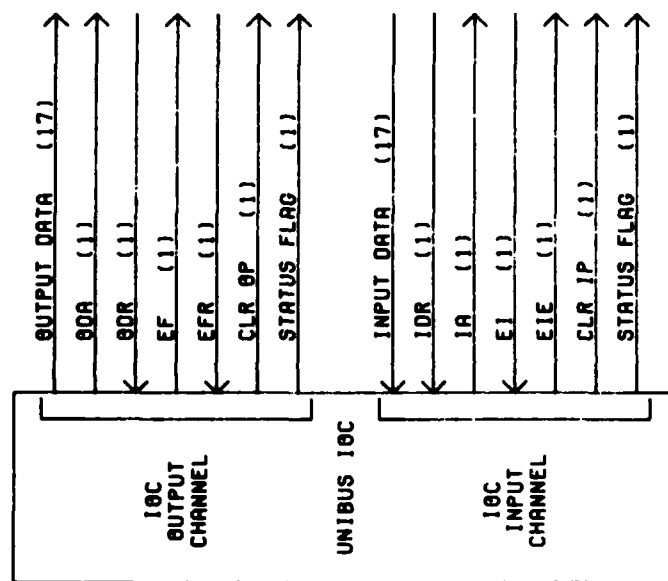 IOC
OUTPUT
CHANNEL
OUTPUT DATA (17)
ODA (1)
ODR (1)
EF (1)
EFR (1)
CLR OP (1)
STATUS FLAG (1)
UNIBUS IOC
IOC
INPUT
CHANNEL
INPUT DATA (17)
IDR (1)
IA (1)
EI (1)
EIE (1)
CLR IP (1)
STATUS FLAG (1)